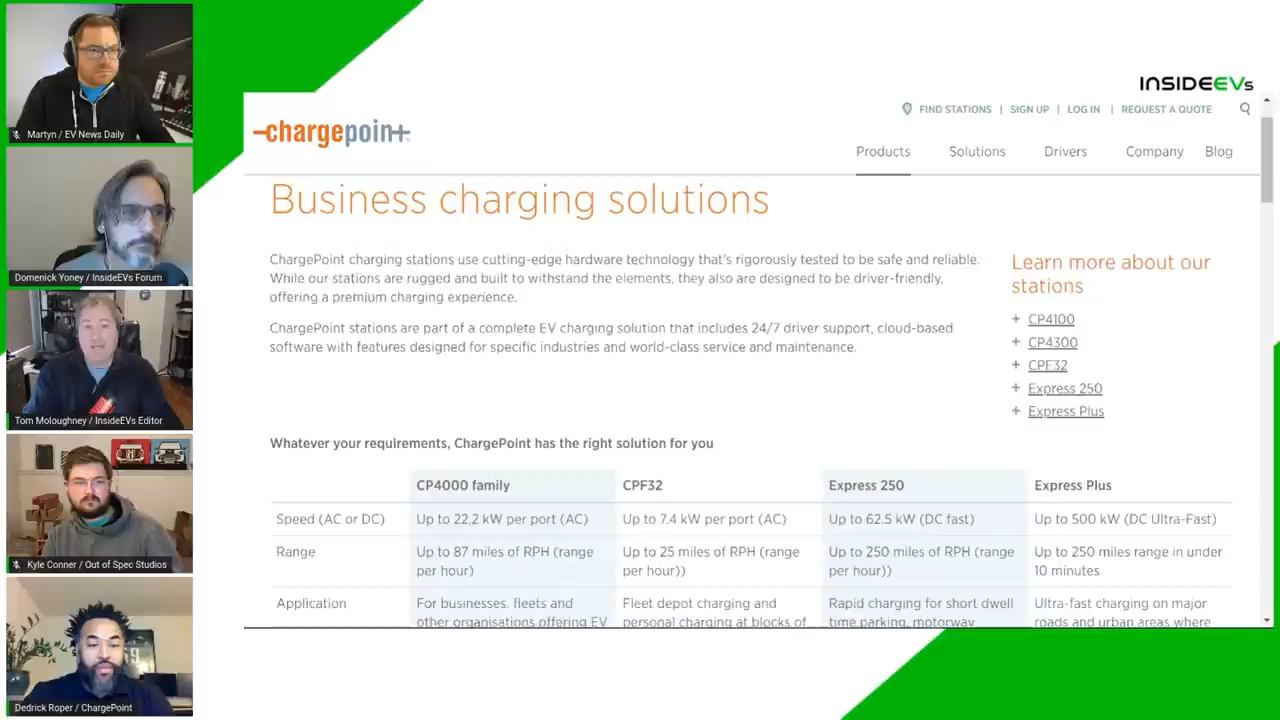 Martyn / EV News Daily
Domenick Yoney / InsideEVs Forum
Tom Moloughney / InsideEVs Editor
Kyle Conner / Out of Spec Studios
Dedrick Roper / ChargePoint
INSIDEEVs
FIND STATIONS | SIGN UP | LOG IN | REQUEST A QUOTE
-chargepoin+
Products Solutions Drivers Company Blog
Business charging solutions
ChargePoint charging stations use cutting-edge hardware technology that's rigorously tested to be safe and reliable.
While our stations are rugged and built to withstand the elements, they also are designed to be driver-friendly,
offering a premium charging experience.
ChargePoint stations are part of a complete EV charging solution that includes 24/7 driver support, cloud-based
software with features designed for specific industries and world-class service and maintenance.
Learn more about our
stations
+ CP4100
+ CP4300
+ CPF32
+ Express 250
+ Express Plus
Whatever your requirements, ChargePoint has the right solution for you
CP4000 family CPF32 Express 250 Express Plus
Speed (AC or DC) Up to 22,2 kW per port (AC) Up to 7.4 kW per port (AC) Up to 62.5 kW (DC fast) Up to 500 kW (DC Ultra-Fast)
Range Up to 87 miles of RPH (range Up to 25 miles of RPH (range Up to 250 miles of RPH (range Up to 250 miles range in under
per hour) per hour)) per hour)) 10 minutes
Application For businesses, fleets and Fleet depot charging and Rapid charging for short dwell Ultra-fast charging on major
other organisations offering EV personal charging at blocks of time parking, motorway roads and urban areas where